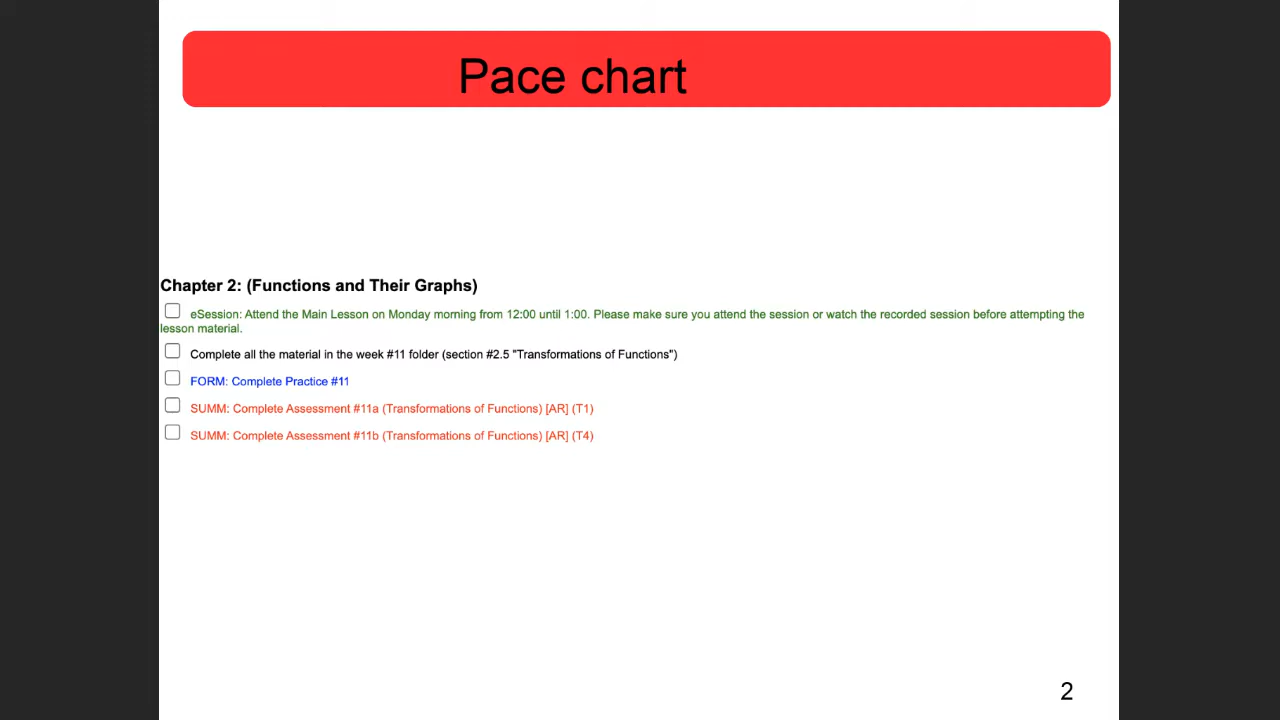 Pace chart
Chapter 2: (Functions and Their Graphs)
eSession: Attend the Main Lesson on Monday morning from 12:00 until 1:00. Please make sure you attend the session or watch the recorded session before attempting the
lesson material.
Complete all the material in the week #11 folder (section #2.5 "Transformations of Functions")
FORM: Complete Practice #11
SUMM: Complete Assessment #11a (Transformations of Functions) [AR] (T1)
SUMM: Complete Assessment #11b (Transformations of Functions) [AR] (T4)
2